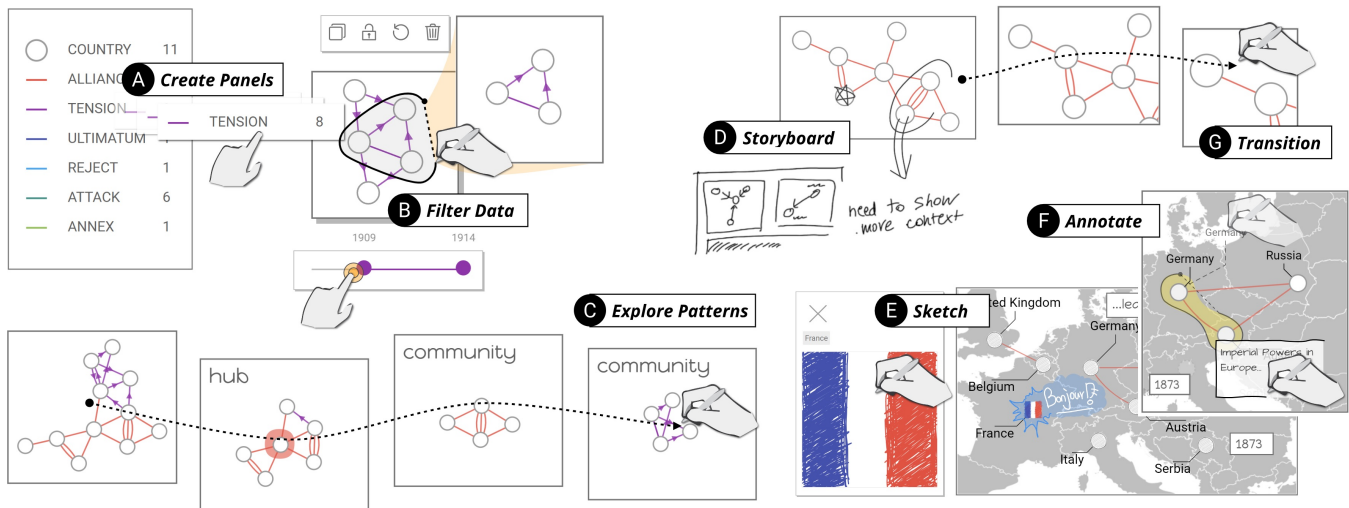 COUNTRY 11
ALLIANC
TENSION
ULTIMATUM
REJECT 1
ATTACK 6
ANNEX 1
A Create Panels
TENSION 8
B Filter Data
1909 1914
C Explore Patterns
hub
community
community
D Storyboard
need to show
more context
G Transition
E Sketch
France
ted Kingdom
...lea
Germany
Belgium
Bonjour!?
France
Austria
Italy
Serbia
1873
F Annotate
German
Germany
Russia
Imperial Powers in
Europe...
1873